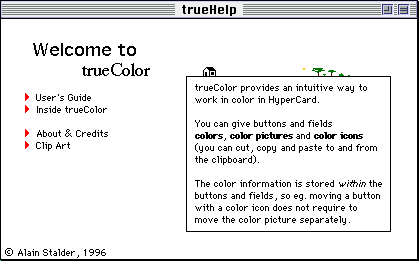 trueHelp
Welcome to
trueColor
User's Guide
Inside trueColor
About & Credits
Clip Art
trueColor provides an intuitive way to
work in color in HyperCard.
You can give buttons and fields
colors, color pictures and color icons
(you can cut, copy and paste to and from
the clipboard).
The color information is stored within the
buttons and fields, so eg. moving a button
with a color icon does not require to
move the color picture separately.
© Alain Stalder, 1996